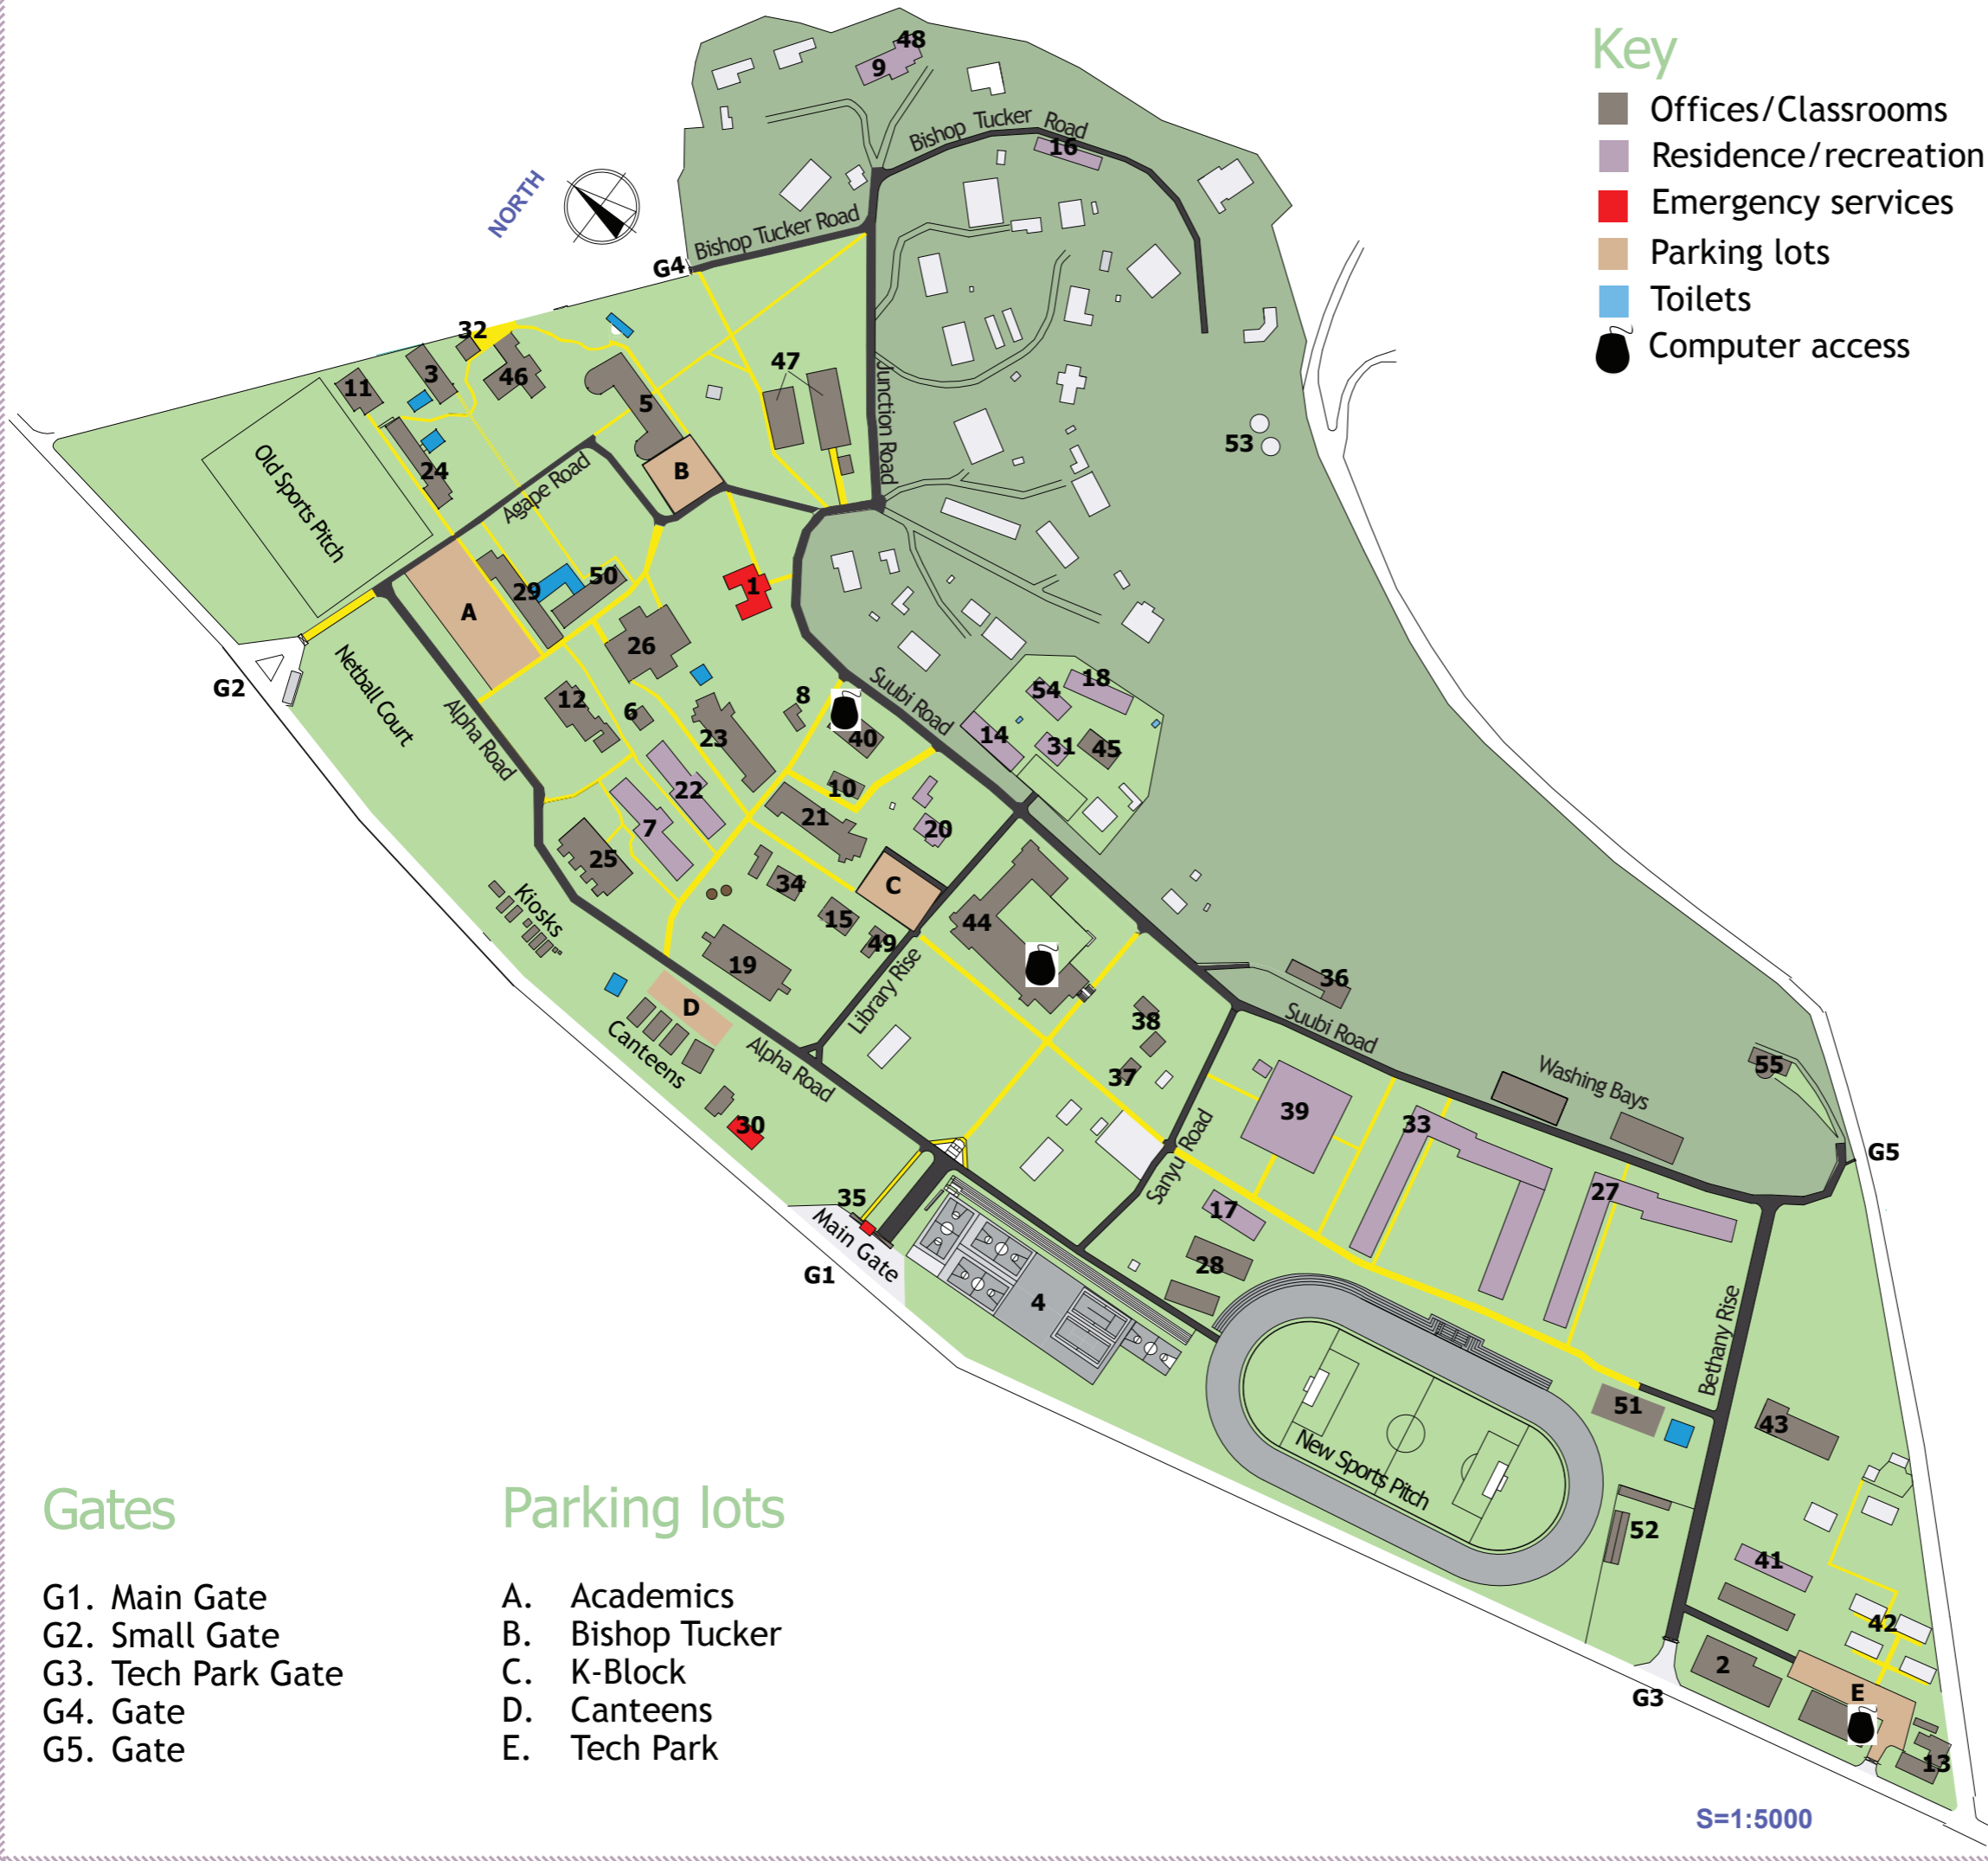 Key
Offices/Classrooms
Residence/recreation
Emergency services
Parking lots
Toilets
Computer access
NORTH
48
9
Bishop Tucker Road
16
Bishop Tucker Road
G4
32
3
11
46
5
47
Junction Road
53
24
B
Old Sports Pitch
Agape Road
29
50
1
A
26
G2
Netball Court
12
6
8
Suubi Road
54
18
Alpha Road
23
40
14
31
45
22
10
7
21
20
25
34
C
Kiosks
15
44
49
19
36
Library Rise
D
38
Suubi Road
Canteens
Alpha Road
37
55
Washing Bays
39
33
30
G5
Sanyu Road
27
35
17
Main Gate
28
G1
4
Bethany Rise
51
43
New Sports Pitch
52
41
42
2
E
G3
13
Gates
G1. Main Gate
G2. Small Gate
G3. Tech Park Gate
G4. Gate
G5. Gate
Parking lots
A. Academics
B. Bishop Tucker
C. K-Block
D. Canteens
E. Tech Park
S=1:5000